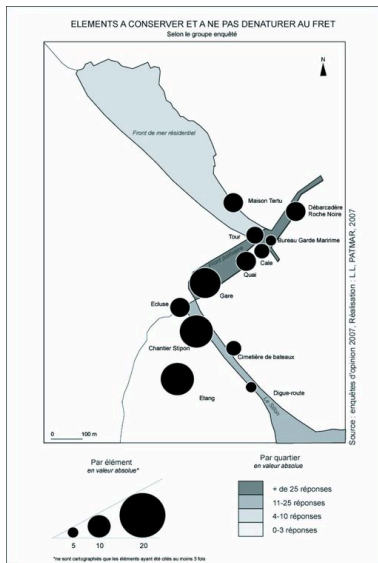 ELEMENTS A CONSERVER ET A NE PAS DENATURER AU FRET
Selon le groupe enquêté
N
Front de mer résidentiel
Maison Tertu
Débarcadère
Roche Noire
Tour
Bureau Garde Maririme
Cale
Quai
Gare
Ecluse
Chantier Stipon
Cimetière de bateaux
Etang
Digue-route
Le Sillon
0 100 m
Source : enquêtes d'opinion 2007, Réalisation : L.L, PATMAR, 2007
Par élément
en valeur absolue*
5 10 20
*ne sont cartographiés que les éléments ayant été cités au moins 3 fois
Par quartier
en valeur absolue
+ de 25 réponses
11-25 réponses
4-10 réponses
0-3 réponses